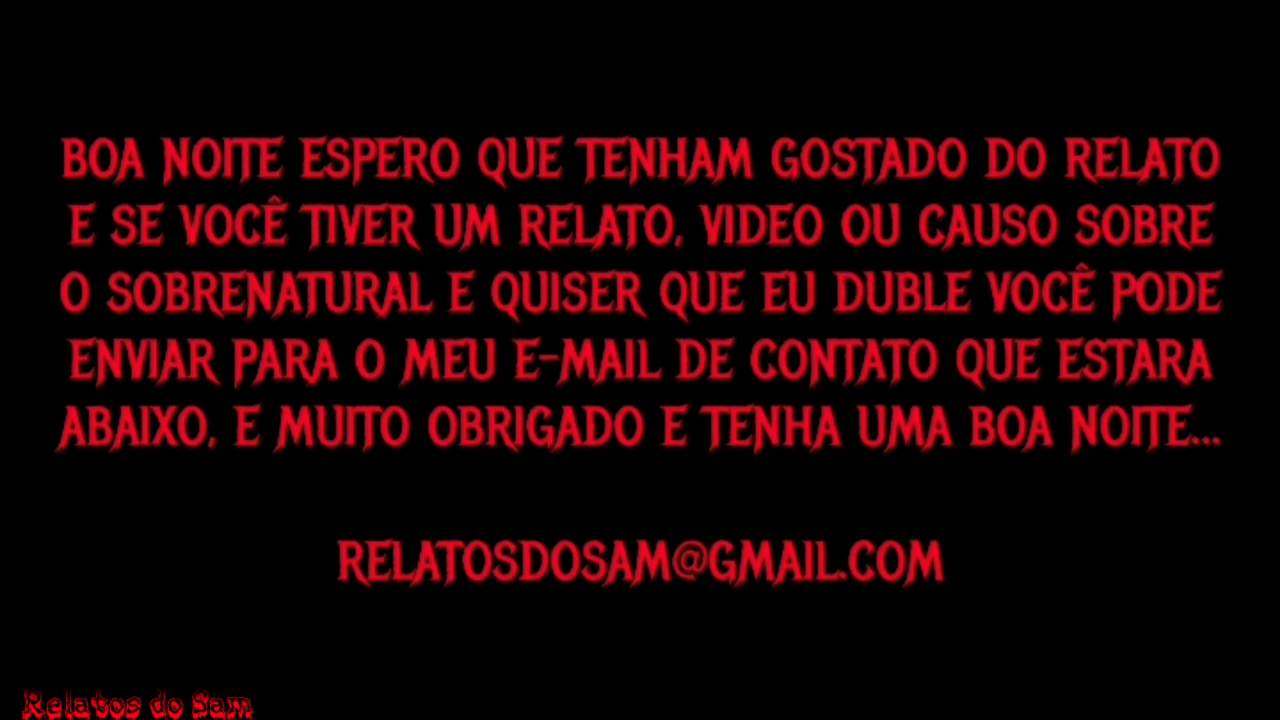 BOA NOITE ESPERO QUE TENHAM GOSTADO DO RELATO
E SE VOCÊ TIVER UM RELATO, VIDEO OU CAUSO SOBRE
O SOBRENATURAL E QUISER QUE EU DUBLE VOCÊ PODE
ENVIAR PARA O MEU E-MAIL DE CONTATO QUE ESTARA
ABAIXO, E MUITO OBRIGADO E TENHA UMA BOA NOITE...
RELATOSDOSAM@GMAIL.COM
Relatos do Sam